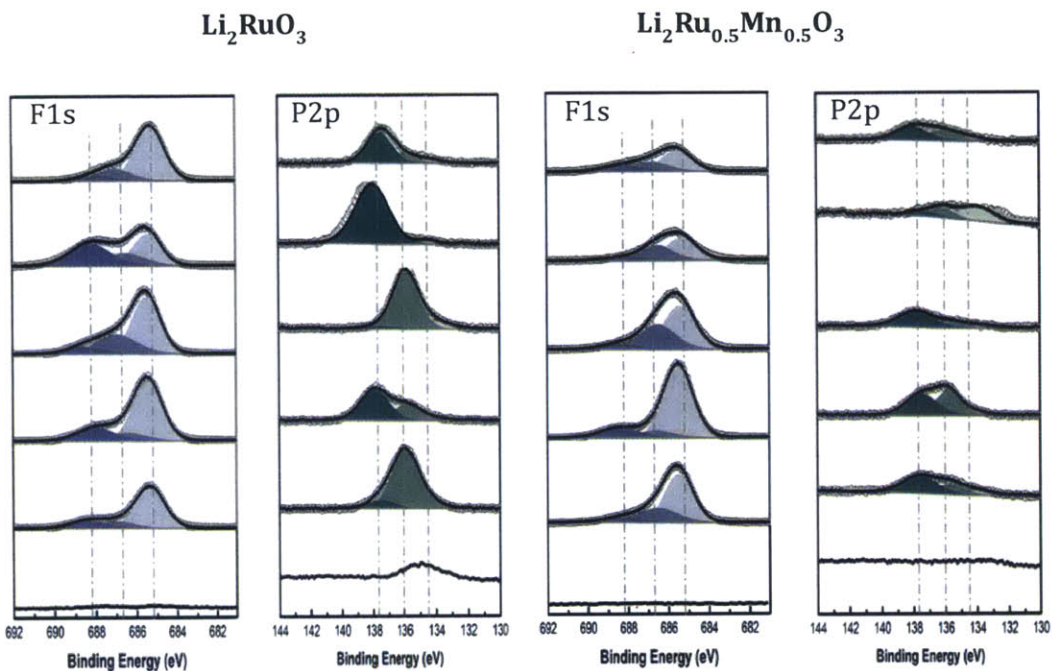 Li₂RuO₃
Li₂Ru₀.₅Mn₀.₅O₃
F1s
P2p
F1s
P2p
692 690 688 686 684 682
144 142 140 138 136 134 132 130
692 690 688 686 684 682
144 142 140 138 136 134 132 130
Binding Energy (eV)
Binding Energy (eV)
Binding Energy (eV)
Binding Energy (eV)